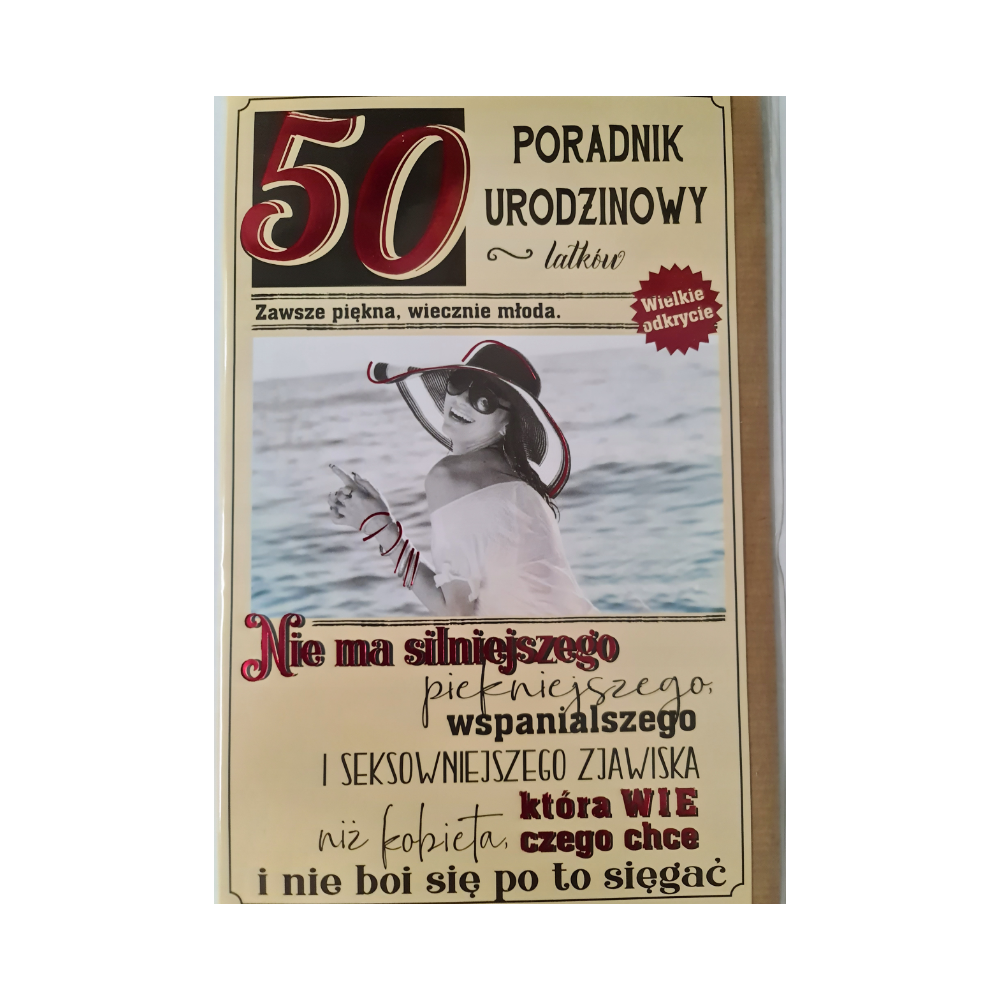 50
PORADNIK
URODZINOWY
~ latków
Zawsze piękna, wiecznie młoda.
Wielkie
odkrycie
Nie ma silniejszego
piękniejszego,
wspanialszego
I SEKSOWNIEJSZEGO ZJAWISKA
niż kobieta, która WIE
czego chce
i nie boi się po to sięgać